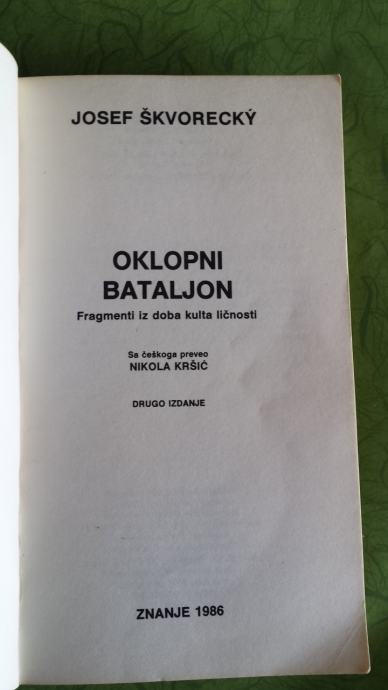 JOSEF ŠKVORECKÝ
OKLOPNI
BATALJON
Fragmenti iz doba kulta ličnosti
Sa češkoga preveo
NIKOLA KRŠIĆ
DRUGO IZDANJE
ZNANJE 1986